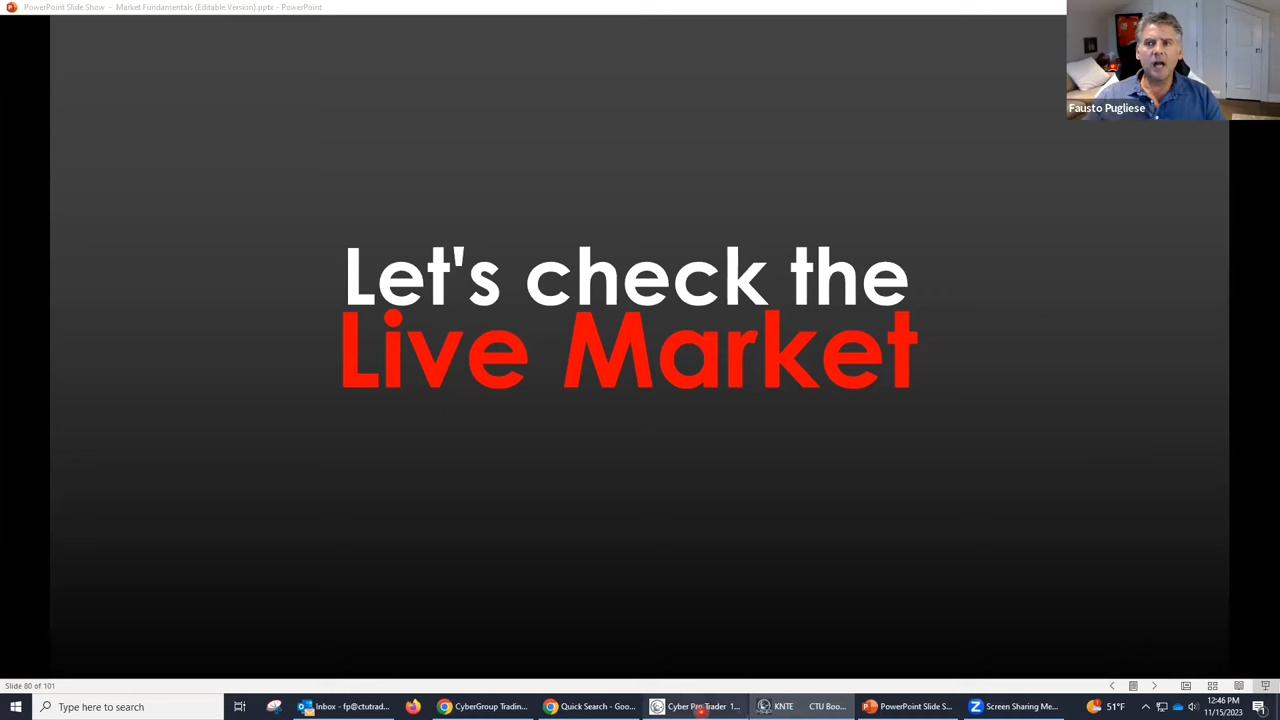 PowerPoint Slide Show - Market Fundamentals (Editable Version).pptx - PowerPoint
Fausto Pugliese
Let's check the
Live Market
Slide 80 of 101
Type here to search
Inbox - fp@ctutrad...
CyberGroup Tradin...
Quick Search - Goo...
Cyber Pro Trader 1...
KNTE CTU Boo...
PowerPoint Slide S...
Screen Sharing Me...
51°F
12:46 PM
11/15/2023